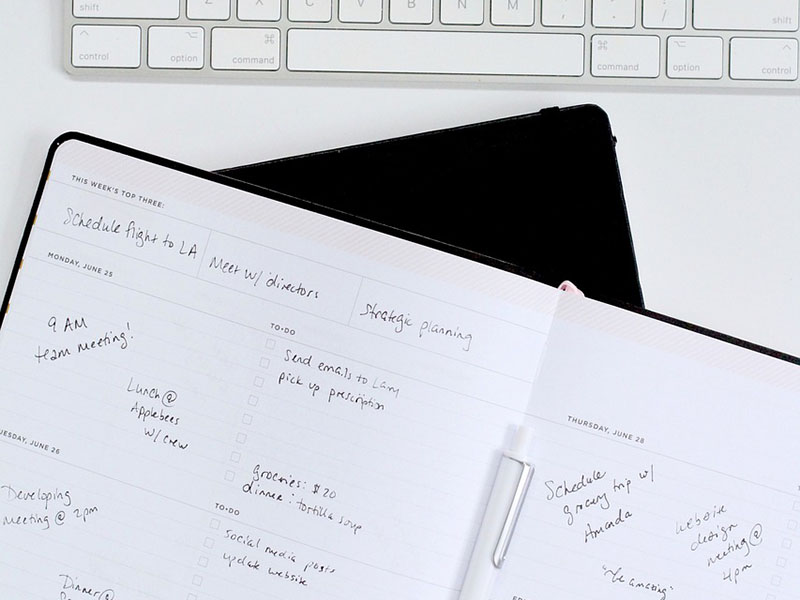 shift
Z
X
C
V
B
N
M
,
.
/
shift
control
option
command
command
option
control
THIS WEEK'S TOP THREE:
Schedule flight to LA
Meet w/ directors
Strategic planning
MONDAY, JUNE 25
9 AM
team meeting!
Lunch @
Applebees
w/ crew
TO-DO
Send emails to Larry
pick up prescription
groceries: $20
dinner: tortilla soup
TUESDAY, JUNE 26
Developing
meeting @ 2pm
Dinner @
TO-DO
social media posts
update website
THURSDAY, JUNE 28
Schedule
grocery trip w/
Amanda
website
design
meeting @
4pm
"be amazing"